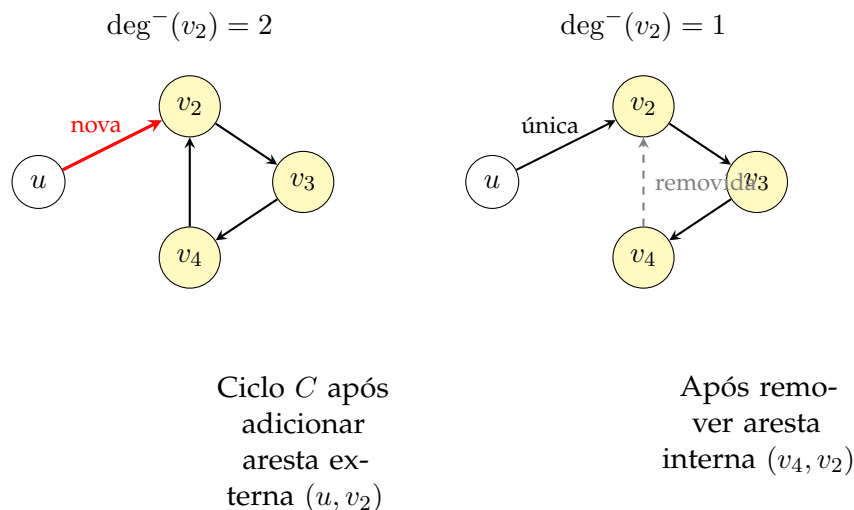 deg⁻(v₂) = 2
deg⁻(v₂) = 1
v₂
nova
u
v₃
v₄
v₂
única
u
removida
v₃
v₄
Ciclo C após
adicionar
aresta ex-
terna (u, v₂)
Após remo-
ver aresta
interna (v₄, v₂)